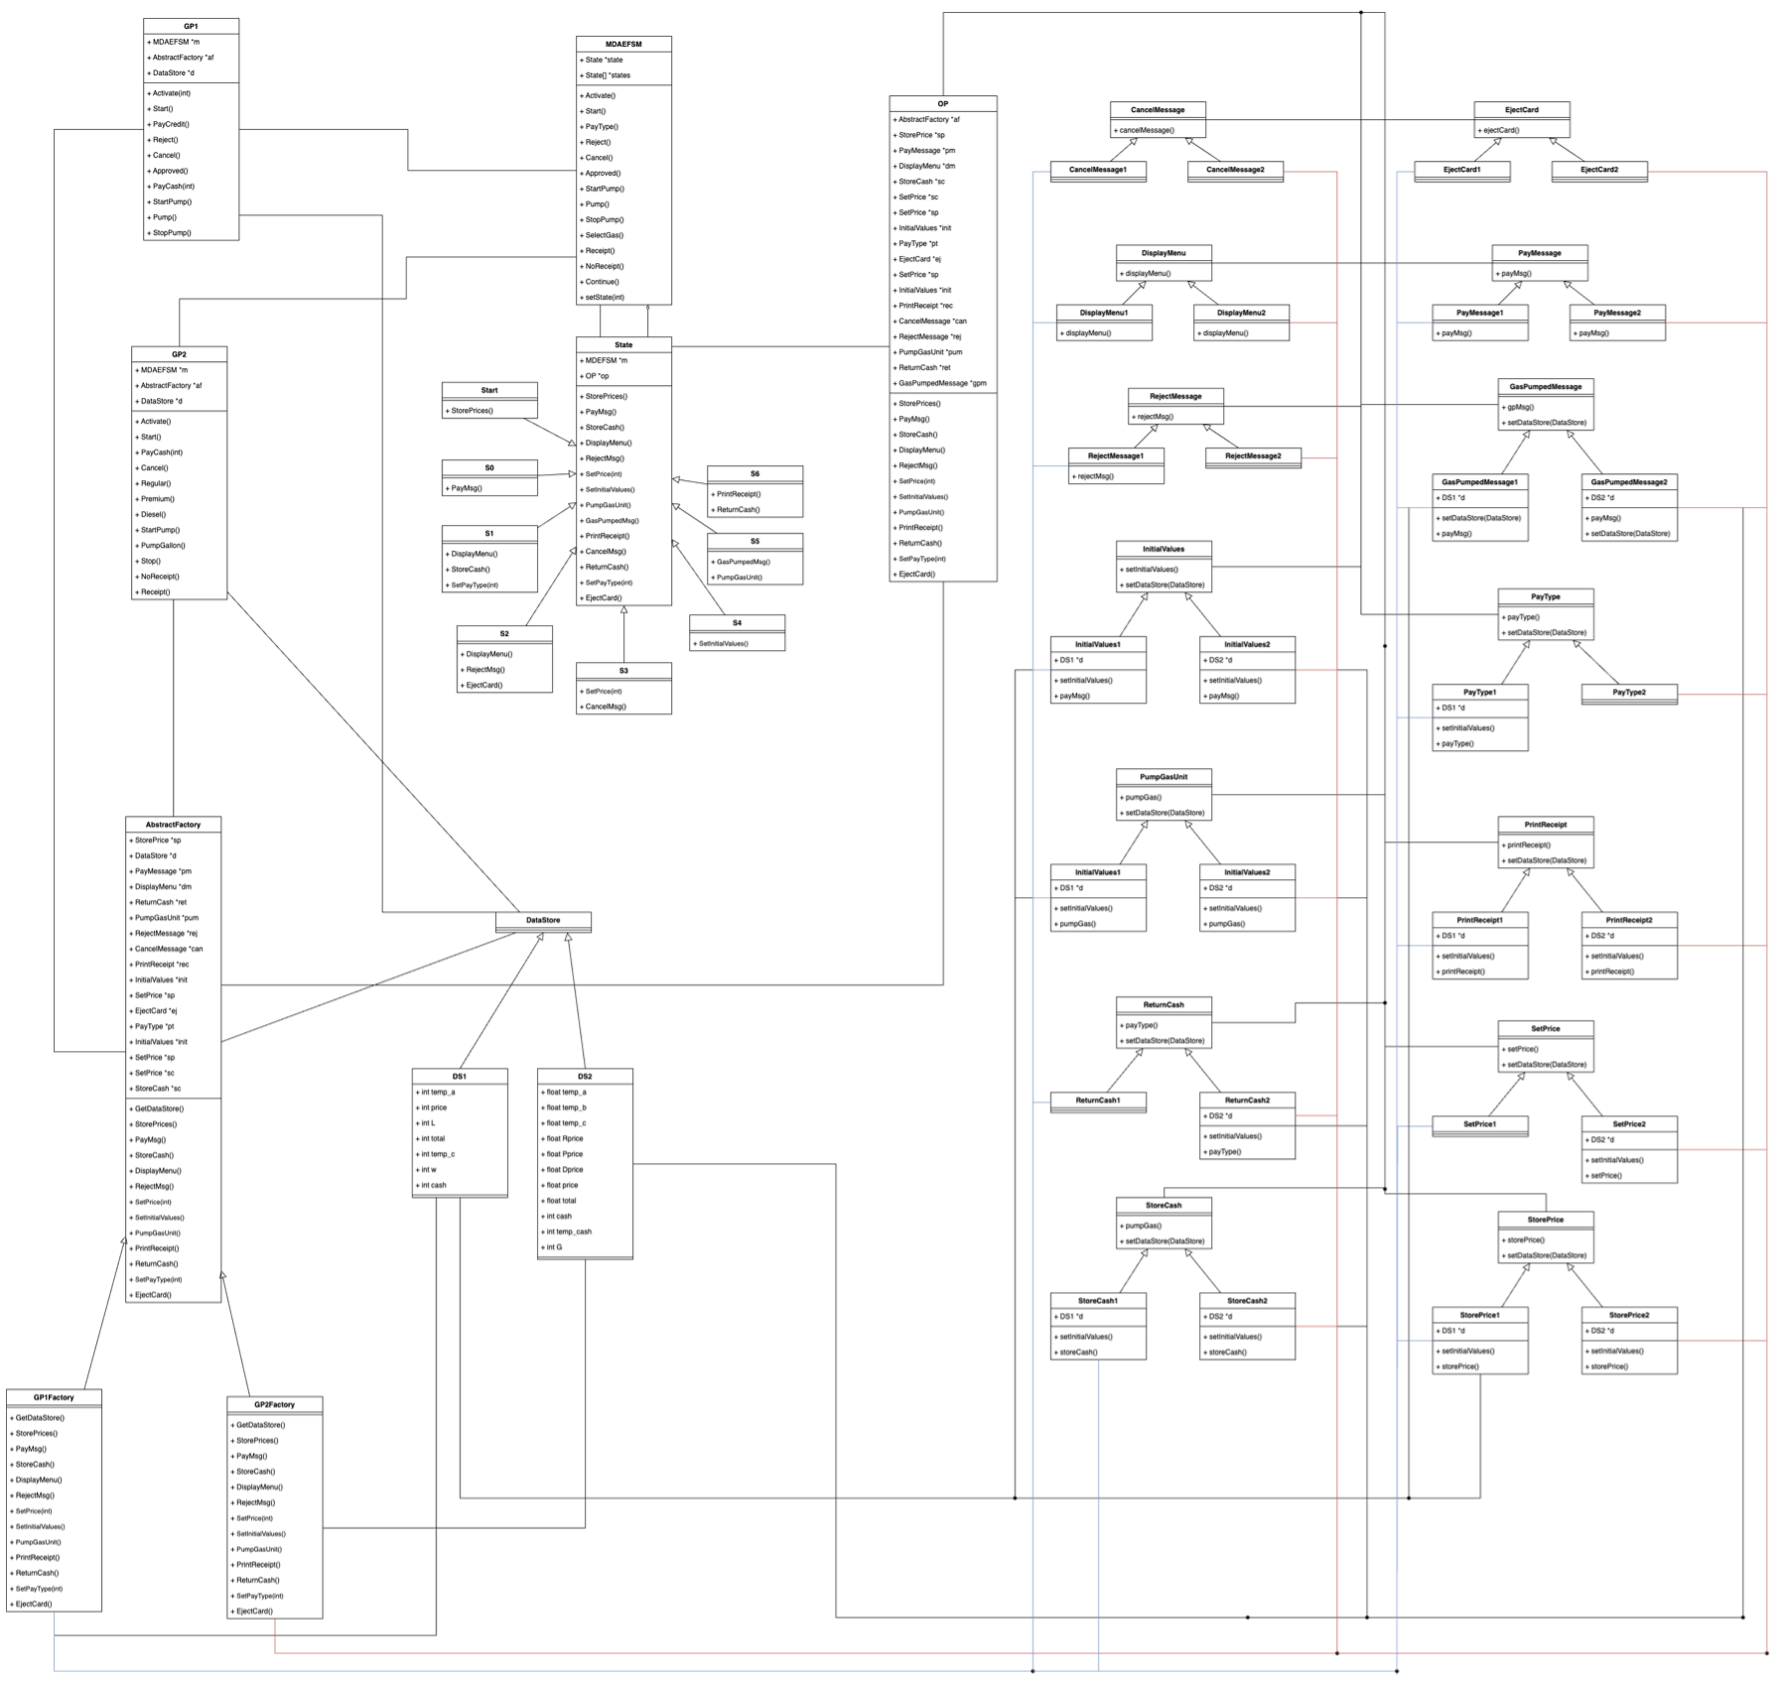 GP1
+ MDAEFSM *m
+ AbstractFactory *af
+ DataStore *d
+ Activate(int)
+ Start()
+ PayCredit()
+ Reject()
+ Cancel()
+ Approved()
+ PayCash(int)
+ StartPump()
+ Pump()
+ StopPump()
MDAEFSM
+ State *state
+ State[] *states
+ Activate()
+ Start()
+ PayType()
+ Reject()
+ Cancel()
+ Approved()
+ StartPump()
+ Pump()
+ StopPump()
+ SelectGas()
+ Receipt()
+ NoReceipt()
+ Continue()
+ setState(int)
GP2
+ MDAEFSM *m
+ AbstractFactory *af
+ DataStore *d
+ Activate()
+ Start()
+ PayCash(int)
+ Cancel()
+ Regular()
+ Premium()
+ Diesel()
+ StartPump()
+ PumpGallon()
+ Stop()
+ NoReceipt()
+ Receipt()
State
+ MDEFSM *m
+ OP *op
+ StorePrices()
+ PayMsg()
+ StoreCash()
+ DisplayMenu()
+ RejectMsg()
+ SetPrice(int)
+ SetInitialValues()
+ PumpGasUnit()
+ GasPumpedMsg()
+ PrintReceipt()
+ CancelMsg()
+ ReturnCash()
+ SetPayType(int)
+ EjectCard()
Start
+ StorePrices()
S0
+ PayMsg()
S1
+ DisplayMenu()
+ StoreCash()
+ SetPayType(int)
S2
+ DisplayMenu()
+ RejectMsg()
+ EjectCard()
S3
+ SetPrice(int)
+ CancelMsg()
S4
+ SetInitialValues()
S5
+ GasPumpedMsg()
+ PumpGasUnit()
S6
+ PrintReceipt()
+ ReturnCash()
OP
+ AbstractFactory *af
+ StorePrice *sp
+ PayMessage *pm
+ DisplayMenu *dm
+ StoreCash *sc
+ SetPrice *sc
+ SetPrice *sp
+ InitialValues *init
+ PayType *pt
+ EjectCard *ej
+ SetPrice *sp
+ InitialValues *init
+ PrintReceipt *rec
+ CancelMessage *can
+ RejectMessage *rej
+ PumpGasUnit *pum
+ ReturnCash *ret
+ GasPumpedMessage *gpm
+ StorePrices()
+ PayMsg()
+ StoreCash()
+ DisplayMenu()
+ RejectMsg()
+ SetPrice(int)
+ SetInitialValues()
+ PumpGasUnit()
+ PrintReceipt()
+ ReturnCash()
+ SetPayType(int)
+ EjectCard()
AbstractFactory
+ StorePrice *sp
+ DataStore *d
+ PayMessage *pm
+ DisplayMenu *dm
+ ReturnCash *ret
+ PumpGasUnit *pum
+ RejectMessage *rej
+ CancelMessage *can
+ PrintReceipt *rec
+ InitialValues *init
+ SetPrice *sp
+ EjectCard *ej
+ PayType *pt
+ InitialValues *init
+ SetPrice *sp
+ SetPrice *sc
+ StoreCash *sc
+ GetDataStore()
+ StorePrices()
+ PayMsg()
+ StoreCash()
+ DisplayMenu()
+ RejectMsg()
+ SetPrice(int)
+ SetInitialValues()
+ PumpGasUnit()
+ PrintReceipt()
+ ReturnCash()
+ SetPayType(int)
+ EjectCard()
DataStore
DS1
+ int temp_a
+ int price
+ int L
+ int total
+ int temp_c
+ int w
+ int cash
DS2
+ float temp_a
+ float temp_b
+ float temp_c
+ float Rprice
+ float Pprice
+ float Dprice
+ float price
+ float total
+ int cash
+ int temp_cash
+ int G
GP1Factory
+ GetDataStore()
+ StorePrices()
+ PayMsg()
+ StoreCash()
+ DisplayMenu()
+ RejectMsg()
+ SetPrice(int)
+ SetInitialValues()
+ PumpGasUnit()
+ PrintReceipt()
+ ReturnCash()
+ SetPayType(int)
+ EjectCard()
GP2Factory
+ GetDataStore()
+ StorePrices()
+ PayMsg()
+ StoreCash()
+ DisplayMenu()
+ RejectMsg()
+ SetPrice(int)
+ SetInitialValues()
+ PumpGasUnit()
+ PrintReceipt()
+ ReturnCash()
+ SetPayType(int)
+ EjectCard()
CancelMessage
+ cancelMessage()
CancelMessage1
CancelMessage2
EjectCard
+ ejectCard()
EjectCard1
EjectCard2
DisplayMenu
+ displayMenu()
DisplayMenu1
+ displayMenu()
DisplayMenu2
+ displayMenu()
PayMessage
+ payMsg()
PayMessage1
+ payMsg()
PayMessage2
+ payMsg()
RejectMessage
+ rejectMsg()
RejectMessage1
+ rejectMsg()
RejectMessage2
GasPumpedMessage
+ gpMsg()
+ setDataStore(DataStore)
GasPumpedMessage1
+ DS1 *d
+ setDataStore(DataStore)
+ payMsg()
GasPumpedMessage2
+ DS2 *d
+ payMsg()
+ setDataStore(DataStore)
InitialValues
+ setInitialValues()
+ setDataStore(DataStore)
InitialValues1
+ DS1 *d
+ setInitialValues()
+ payMsg()
InitialValues2
+ DS2 *d
+ setInitialValues()
+ payMsg()
PayType
+ payType()
+ setDataStore(DataStore)
PayType1
+ DS1 *d
+ setInitialValues()
+ payType()
PayType2
PumpGasUnit
+ pumpGas()
+ setDataStore(DataStore)
InitialValues1
+ DS1 *d
+ setInitialValues()
+ pumpGas()
InitialValues2
+ DS2 *d
+ setInitialValues()
+ pumpGas()
PrintReceipt
+ printReceipt()
+ setDataStore(DataStore)
PrintReceipt1
+ DS1 *d
+ setInitialValues()
+ printReceipt()
PrintReceipt2
+ DS2 *d
+ setInitialValues()
+ printReceipt()
ReturnCash
+ payType()
+ setDataStore(DataStore)
ReturnCash1
ReturnCash2
+ DS2 *d
+ setInitialValues()
+ payType()
SetPrice
+ setPrice()
+ setDataStore(DataStore)
SetPrice1
SetPrice2
+ DS2 *d
+ setInitialValues()
+ setPrice()
StoreCash
+ pumpGas()
+ setDataStore(DataStore)
StoreCash1
+ DS1 *d
+ setInitialValues()
+ storeCash()
StoreCash2
+ DS2 *d
+ setInitialValues()
+ storeCash()
StorePrice
+ storePrice()
+ setDataStore(DataStore)
StorePrice1
+ DS1 *d
+ setInitialValues()
+ storePrice()
StorePrice2
+ DS2 *d
+ setInitialValues()
+ storePrice()